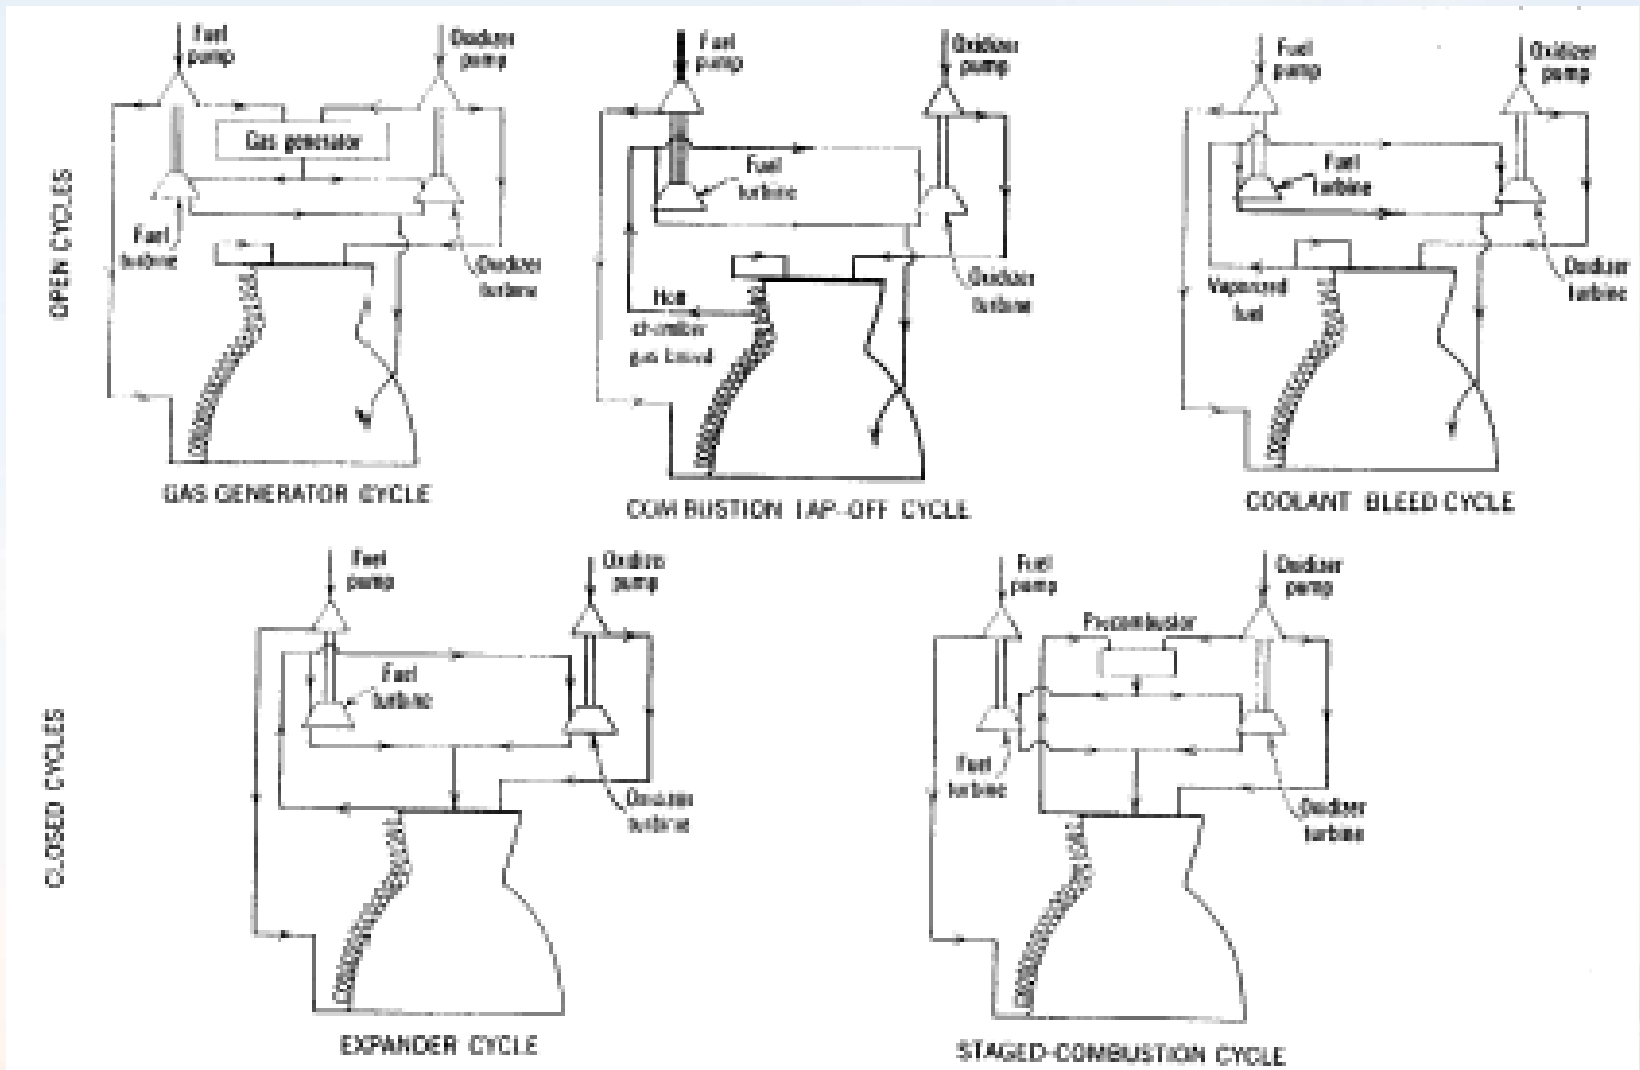 OPEN CYCLES
Fuel
pump
Oxidizer
pump
Gas generator
Fuel
turbine
Oxidizer
turbine
GAS GENERATOR CYCLE
Fuel
pump
Oxidizer
pump
Fuel
turbine
Oxidizer
turbine
Hot
chamber
gas bleed
COMBUSTION TAP-OFF CYCLE
Fuel
pump
Oxidizer
pump
Fuel
turbine
Vaporized
fuel
Oxidizer
turbine
COOLANT BLEED CYCLE
CLOSED CYCLES
Fuel
pump
Oxidizer
pump
Fuel
turbine
Oxidizer
turbine
EXPANDER CYCLE
Fuel
pump
Oxidizer
pump
Precombustor
Fuel
turbine
Oxidizer
turbine
STAGED-COMBUSTION CYCLE